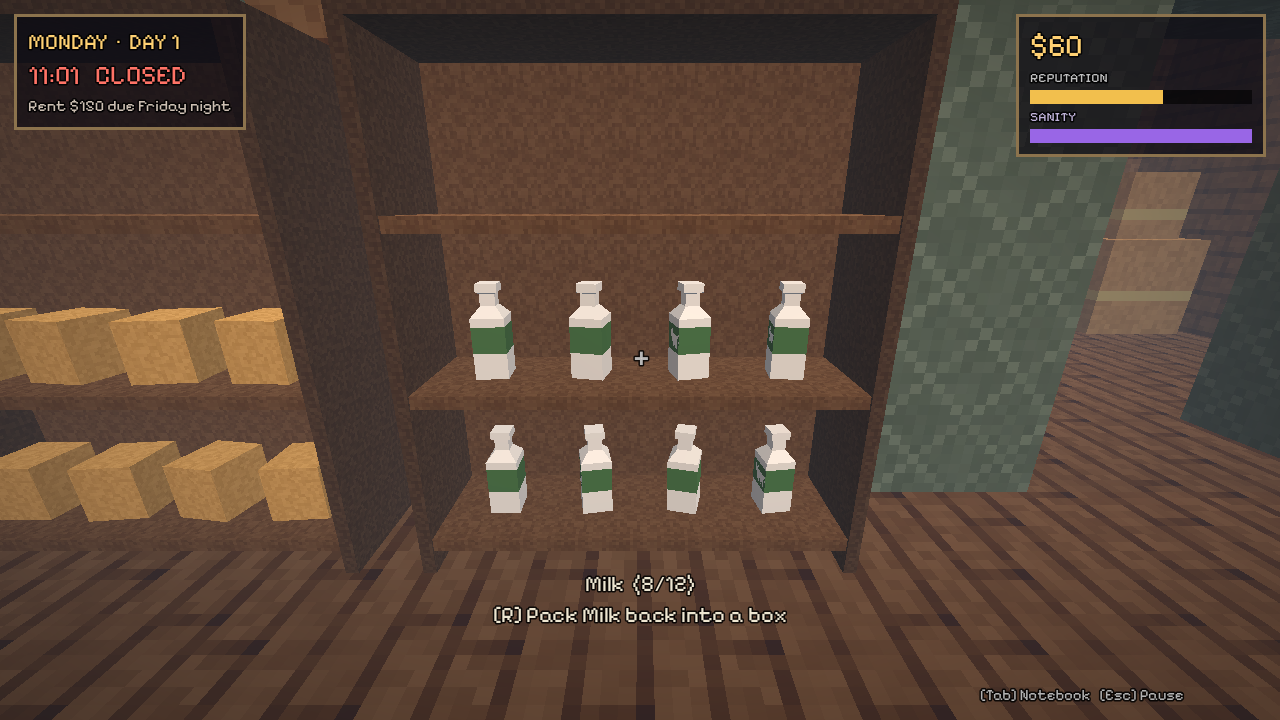 MONDAY · DAY 1
11:01 CLOSED
Rent $180 due Friday night
$60
REPUTATION
SANITY
Milk (8/12)
(R) Pack Milk back into a box
(Tab) Notebook (Esc) Pause